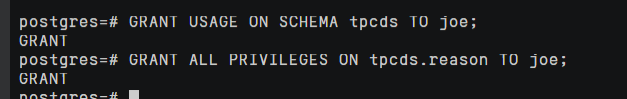 postgres=# GRANT USAGE ON SCHEMA tpcds TO joe;
GRANT
postgres=# GRANT ALL PRIVILEGES ON tpcds.reason TO joe;
GRANT
postgres=#